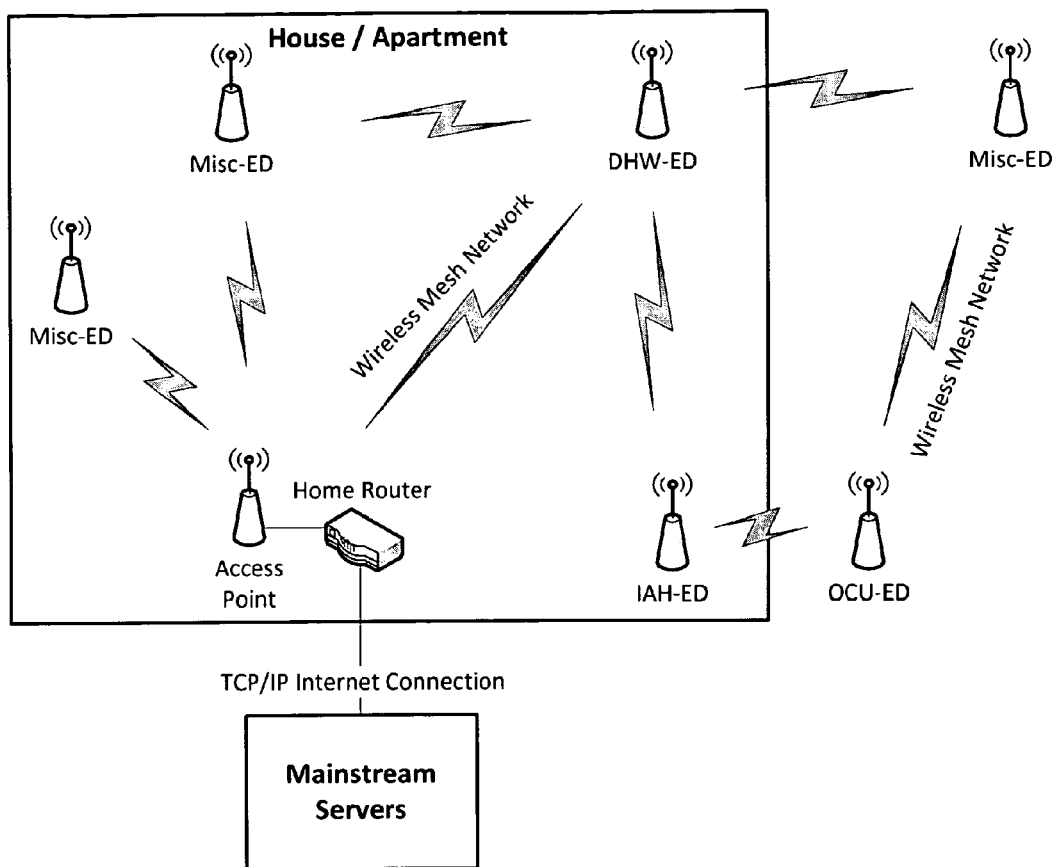 House / Apartment
Misc-ED
DHW-ED
Misc-ED
Misc-ED
Wireless Mesh Network
Wireless Mesh Network
Home Router
Access
Point
IAH-ED
OCU-ED
TCP/IP Internet Connection
Mainstream
Servers